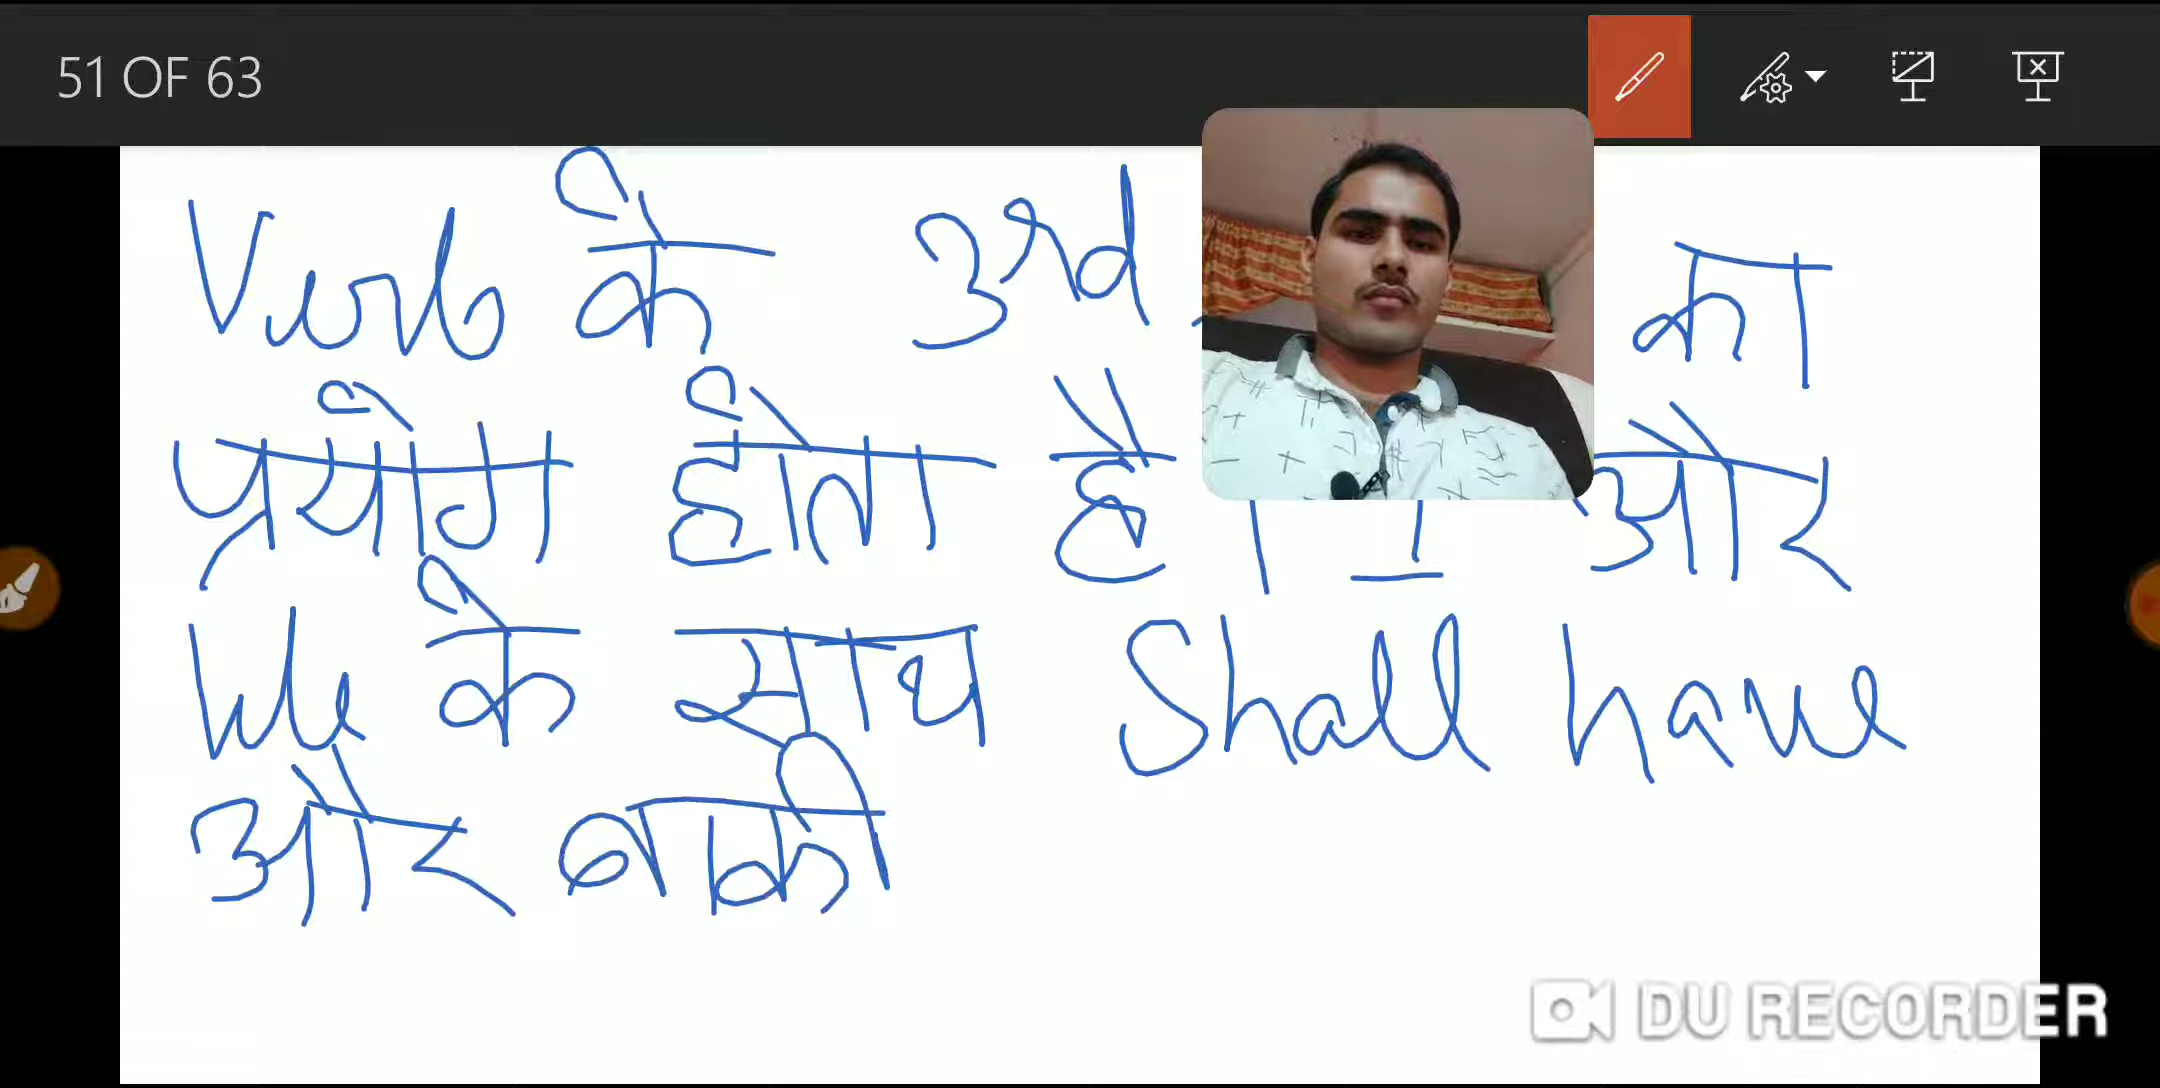 51 OF 63
Verb के 3rd का
प्रयोग होता है । I और
We के साथ Shall have
और बाकी
DU RECORDER